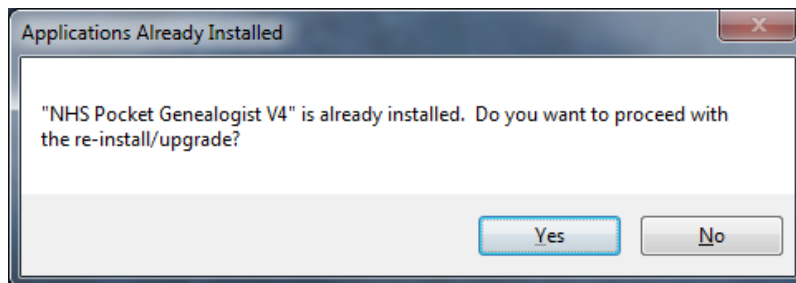 Applications Already Installed
"NHS Pocket Genealogist V4" is already installed.  Do you want to proceed with
the re-install/upgrade?
Yes
No